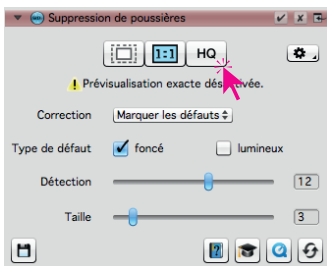 Suppression de poussières
1:1 HQ
Prévisualisation exacte désactivée.
Correction Marquer les défauts
Type de défaut foncé lumineux
Détection 12
Taille 3